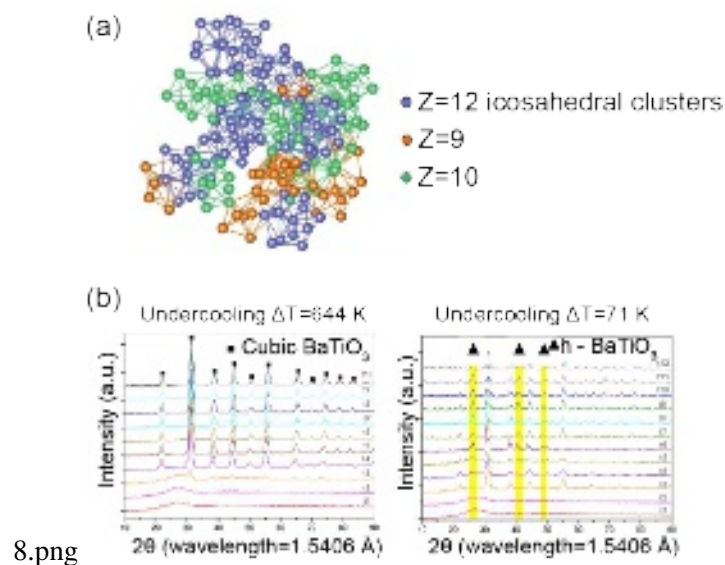 (a)
Z=12 icosahedral clusters
Z=9
Z=10
(b)
Undercooling ΔT=644 K
Undercooling ΔT=71 K
Cubic BaTiO3
h - BaTiO3
Intensity (a.u.)
Intensity (a.u.)
2θ (wavelength=1.5406 Å)
2θ (wavelength=1.5406 Å)
8.png